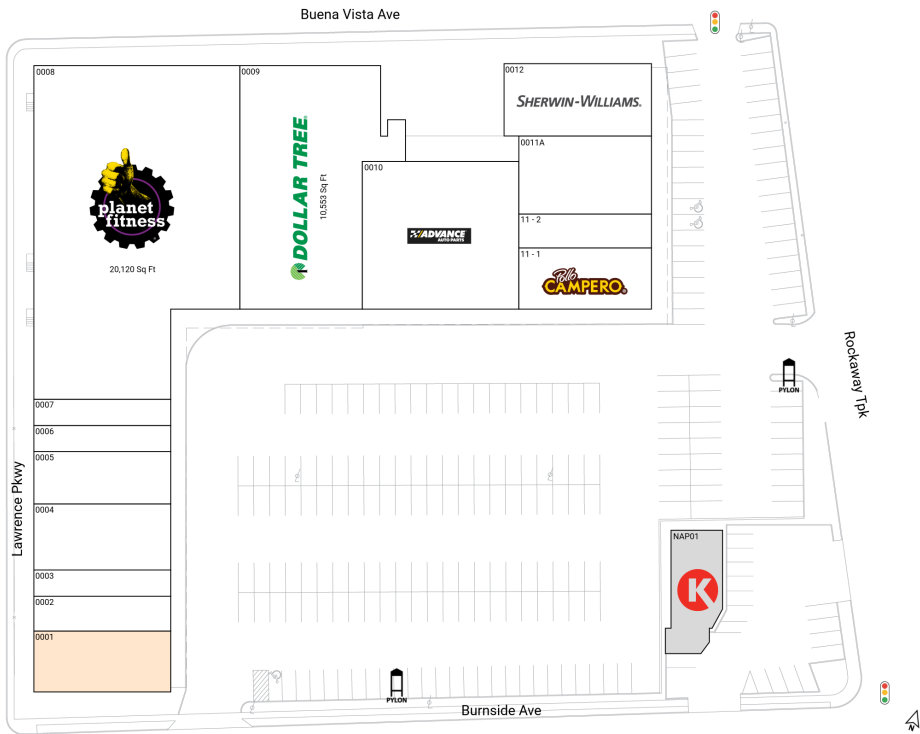 Buena Vista Ave
0008
0009
0012
SHERWIN-WILLIAMS.
0011A
0010
DOLLAR TREE
10,553 Sq Ft
planet
fitness
20,120 Sq Ft
ADVANCE
AUTO PARTS
11 - 2
11 - 1
Pollo
CAMPERO
Rockaway Tpk
PYLON
0007
0006
0005
Lawrence Pkwy
0004
NAP01
0003
K
0002
0001
PYLON
Burnside Ave
N